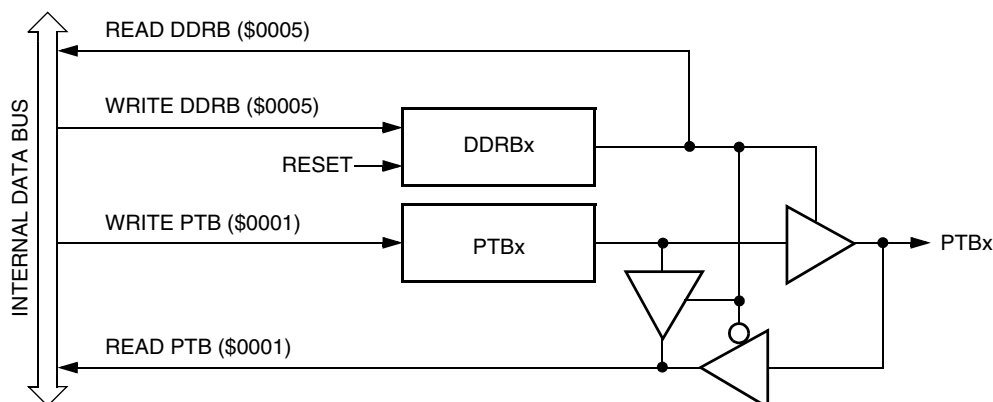 READ DDRB ($0005)
WRITE DDRB ($0005)
DDRBx
RESET
INTERNAL DATA BUS
WRITE PTB ($0001)
PTBx
PTBx
READ PTB ($0001)